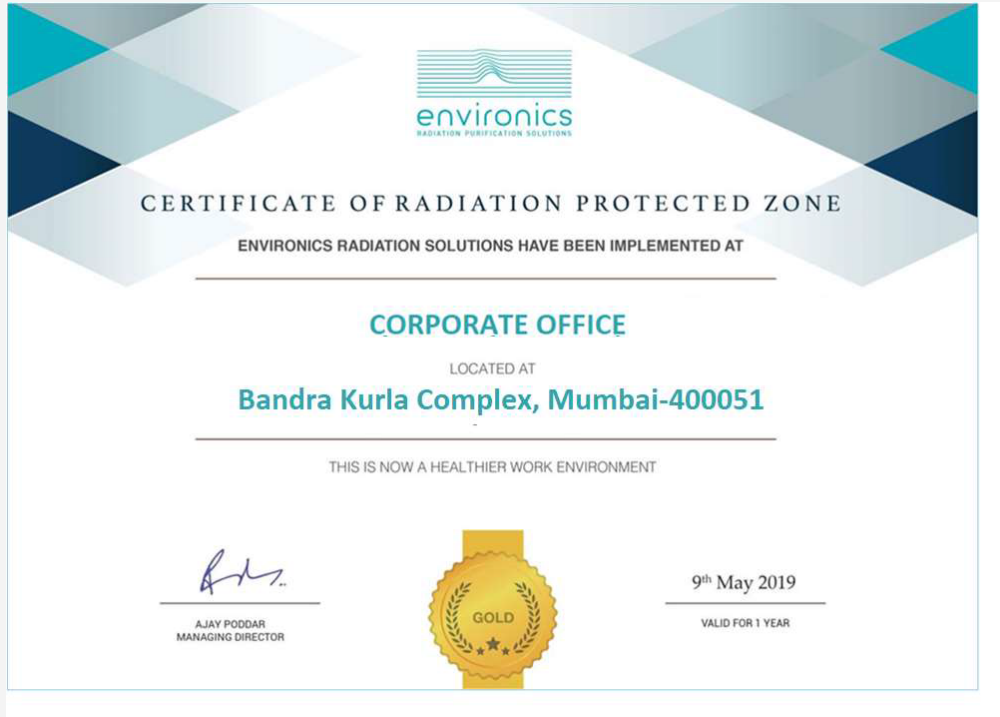 environics
RADIATION PURIFICATION SOLUTIONS
CERTIFICATE OF RADIATION PROTECTED ZONE
ENVIRONICS RADIATION SOLUTIONS HAVE BEEN IMPLEMENTED AT
CORPORATE OFFICE
LOCATED AT
Bandra Kurla Complex, Mumbai-400051
THIS IS NOW A HEALTHIER WORK ENVIRONMENT
9th May 2019
GOLD
AJAY PODDAR
MANAGING DIRECTOR
VALID FOR 1 YEAR